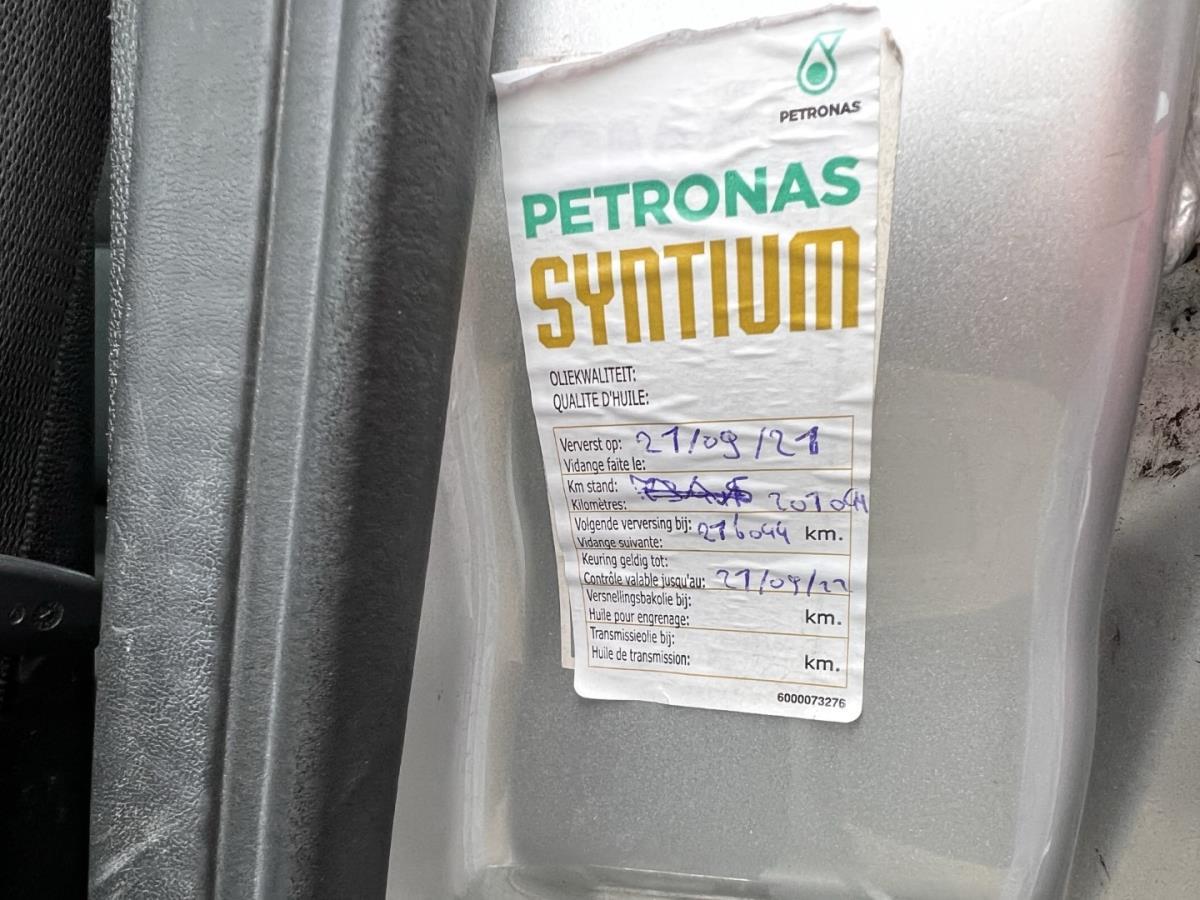 PETRONAS
PETRONAS
SYNTIUM
OLIEKWALITEIT:
QUALITE D'HUILE:
Ververst op: 21/09/21
Vidange faite le:
Km stand: 201044
Kilomètres:
Volgende verversing bij: 216044 km.
Vidange suivante:
Keuring geldig tot:
Contrôle valable jusqu'au: 21/09/22
Versnellingsbakolie bij:
Huile pour engrenage: km.
Transmissieolie bij:
Huile de transmission: km.
6000073276